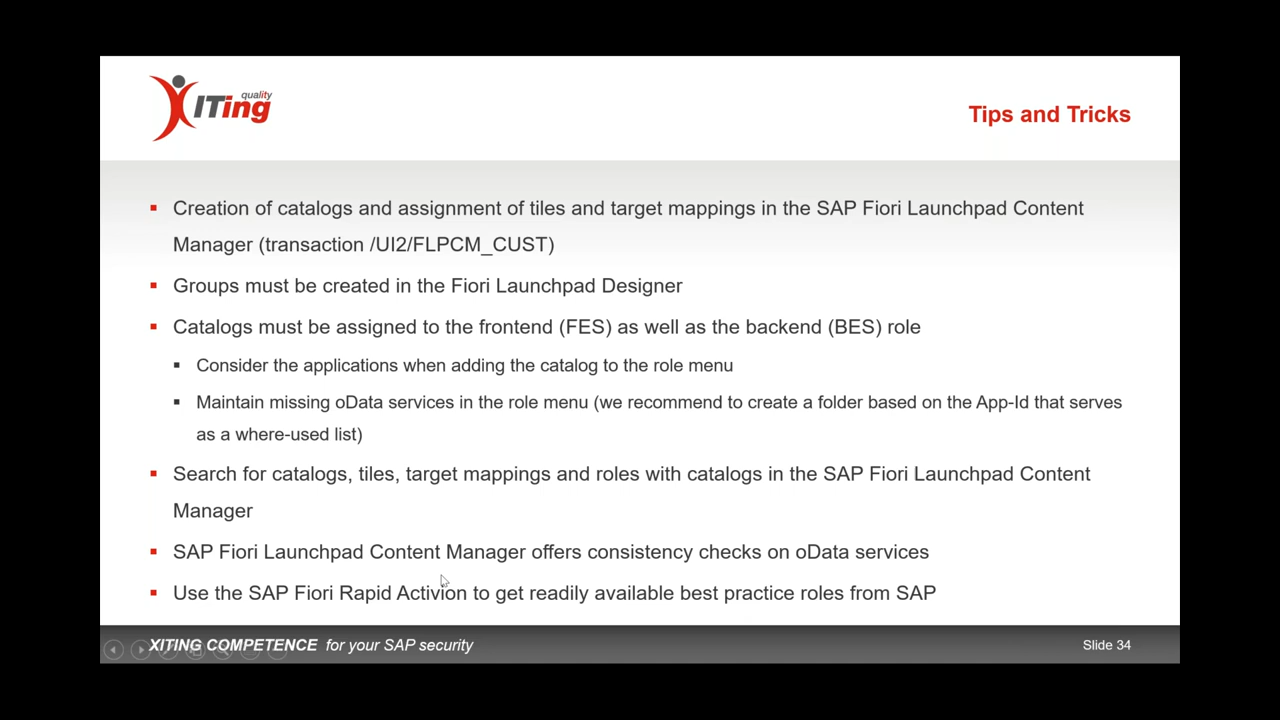 quality
XITing
Tips and Tricks
Creation of catalogs and assignment of tiles and target mappings in the SAP Fiori Launchpad Content
Manager (transaction /UI2/FLPCM_CUST)
Groups must be created in the Fiori Launchpad Designer
Catalogs must be assigned to the frontend (FES) as well as the backend (BES) role
Consider the applications when adding the catalog to the role menu
Maintain missing oData services in the role menu (we recommend to create a folder based on the App-Id that serves
as a where-used list)
Search for catalogs, tiles, target mappings and roles with catalogs in the SAP Fiori Launchpad Content
Manager
SAP Fiori Launchpad Content Manager offers consistency checks on oData services
Use the SAP Fiori Rapid Activion to get readily available best practice roles from SAP
XITING COMPETENCE for your SAP security
Slide 34